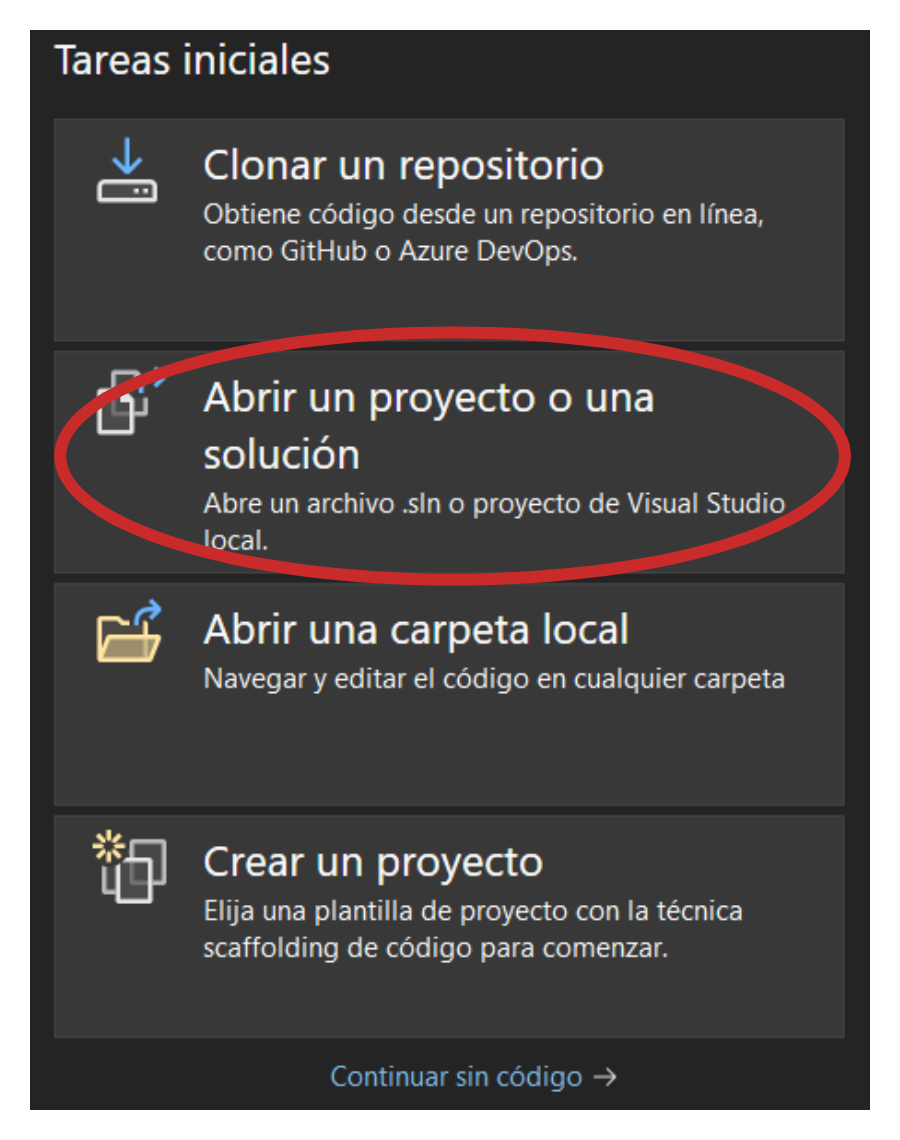 Tareas iniciales
Clonar un repositorio
Obtiene código desde un repositorio en línea,
como GitHub o Azure DevOps.
Abrir un proyecto o una
solución
Abre un archivo .sln o proyecto de Visual Studio
local.
Abrir una carpeta local
Navegar y editar el código en cualquier carpeta
Crear un proyecto
Elija una plantilla de proyecto con la técnica
scaffolding de código para comenzar.
Continuar sin código →